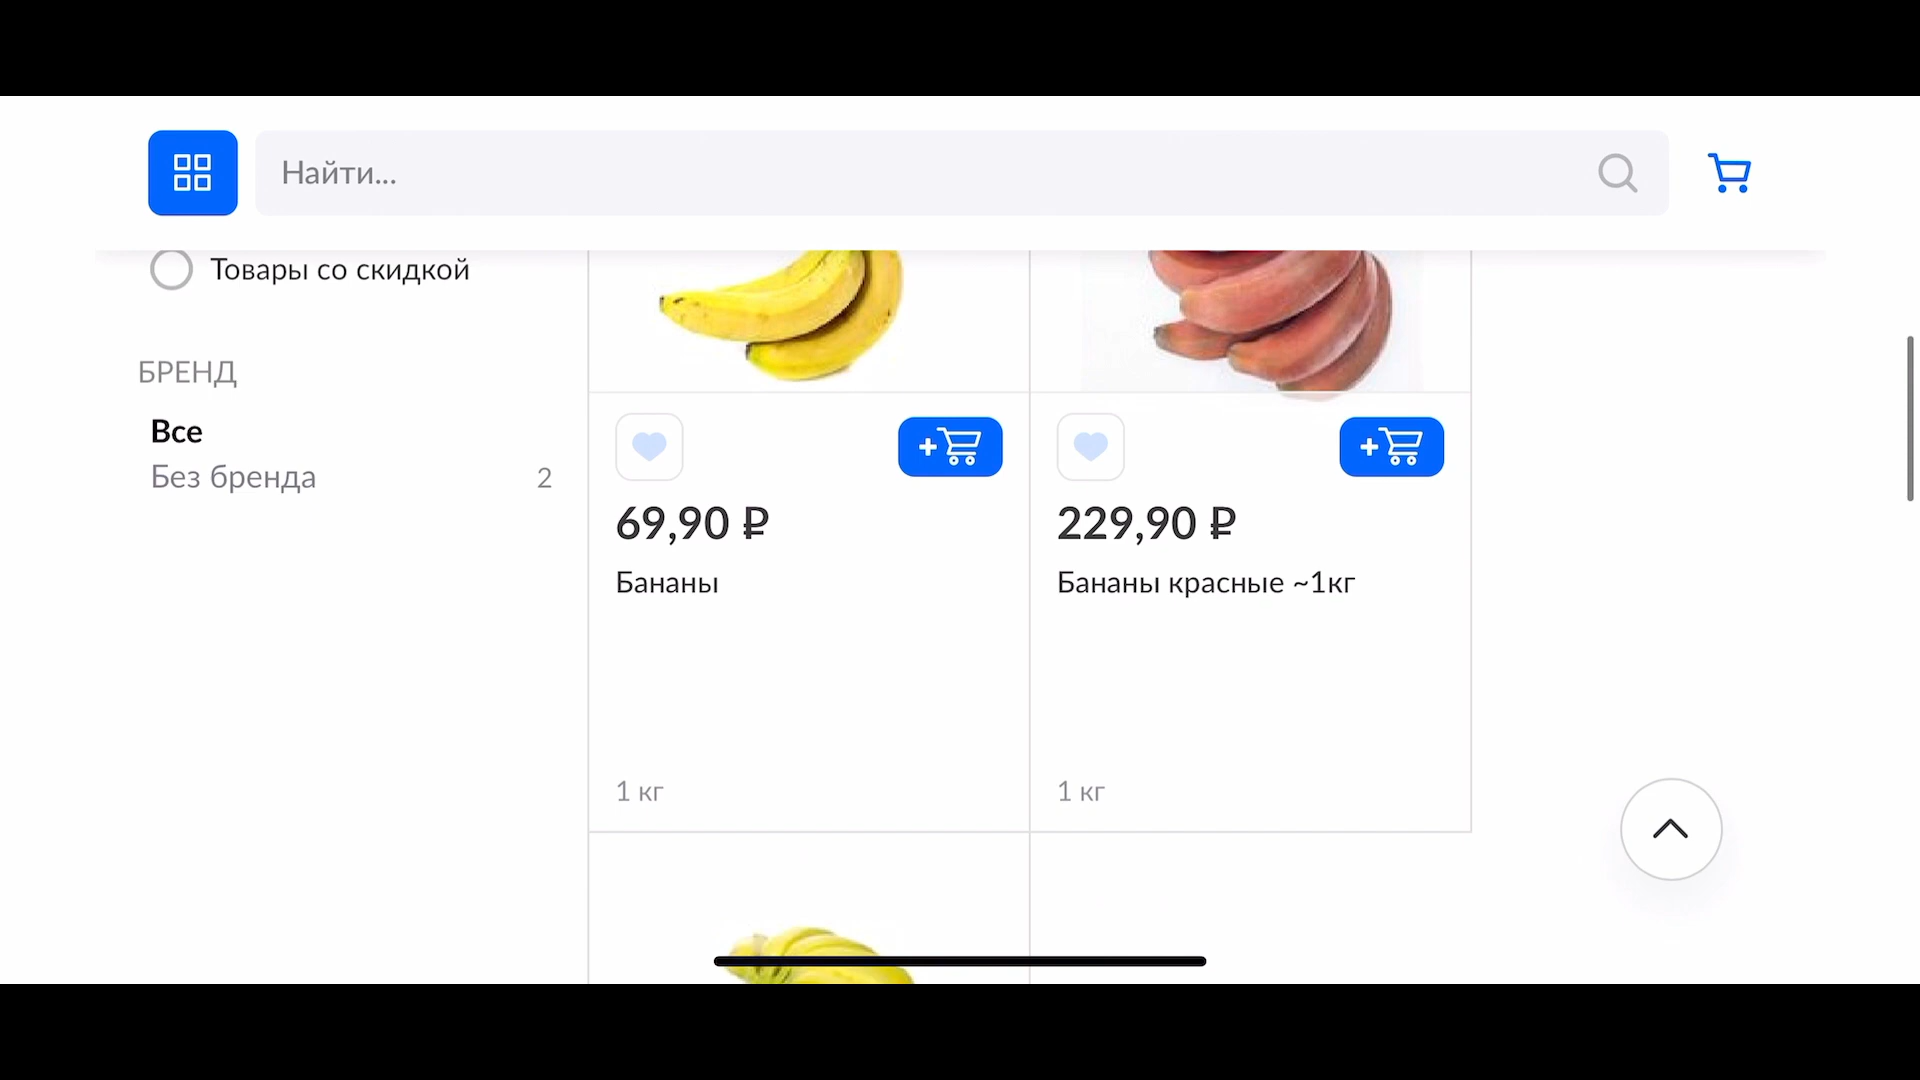 Найти...
Товары со скидкой
БРЕНД
Все
Без бренда 2
69,90 ₽
Бананы
1 кг
229,90 ₽
Бананы красные ~1кг
1 кг